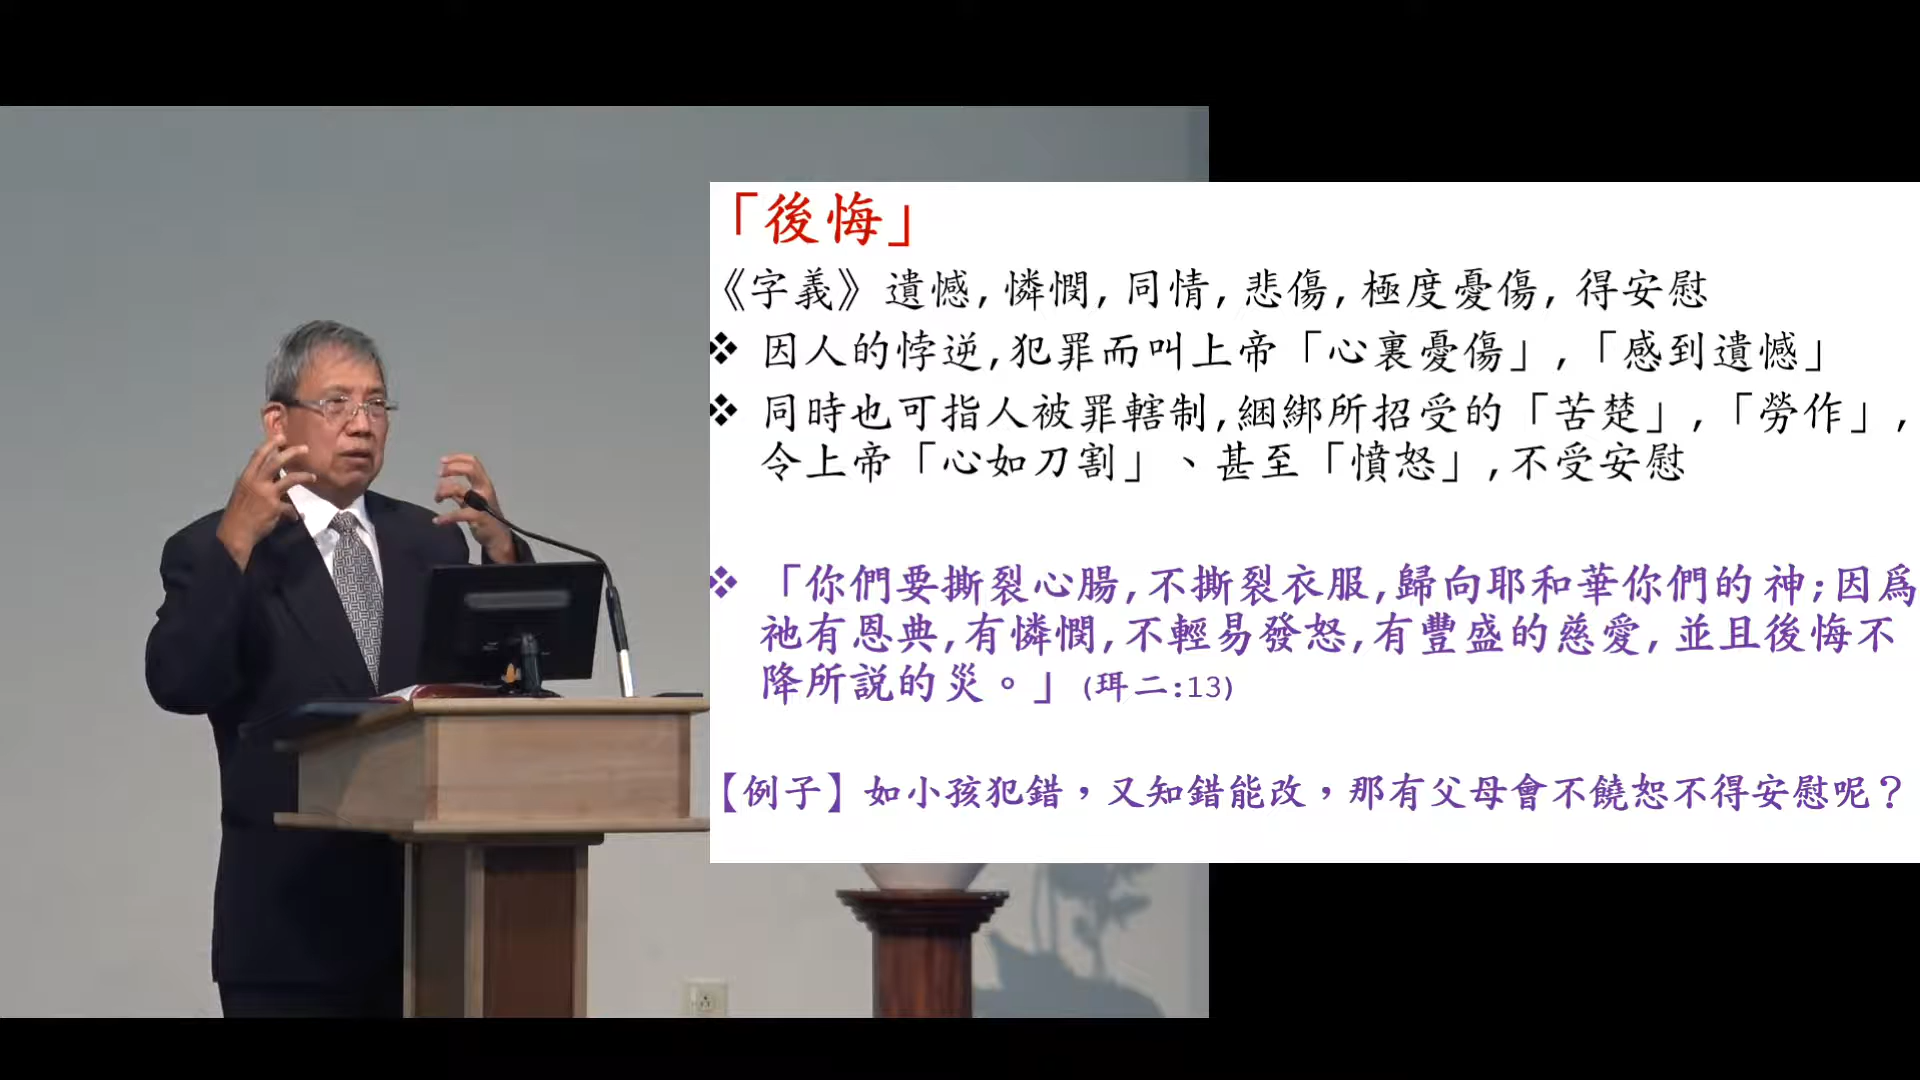 「後悔」
《字義》遺憾,憐憫,同情,悲傷,極度憂傷,得安慰
❖ 因人的悖逆,犯罪而叫上帝「心裏憂傷」,「感到遺憾」
❖ 同時也可指人被罪轄制,綑綁所招受的「苦楚」,「勞作」,
令上帝「心如刀割」、甚至「憤怒」,不受安慰
❖ 「你們要撕裂心腸,不撕裂衣服,歸向耶和華你們的神;因爲
祂有恩典,有憐憫,不輕易發怒,有豐盛的慈愛,並且後悔不
降所説的災。」(珥二:13)
【例子】如小孩犯錯，又知錯能改，那有父母會不饒恕不得安慰呢？